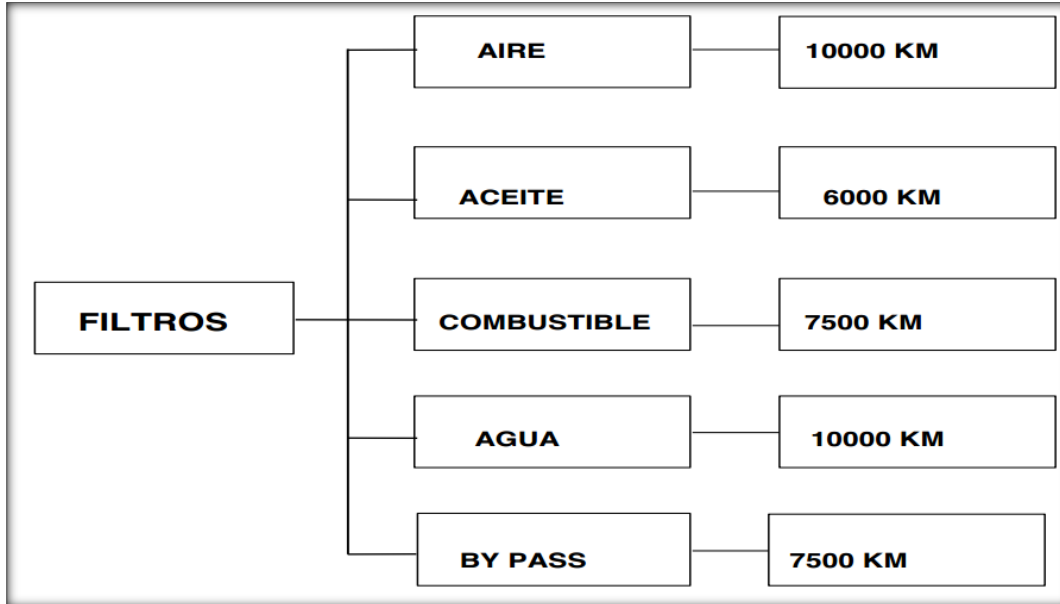 AIRE
10000 KM
ACEITE
6000 KM
FILTROS
COMBUSTIBLE
7500 KM
AGUA
10000 KM
BY PASS
7500 KM